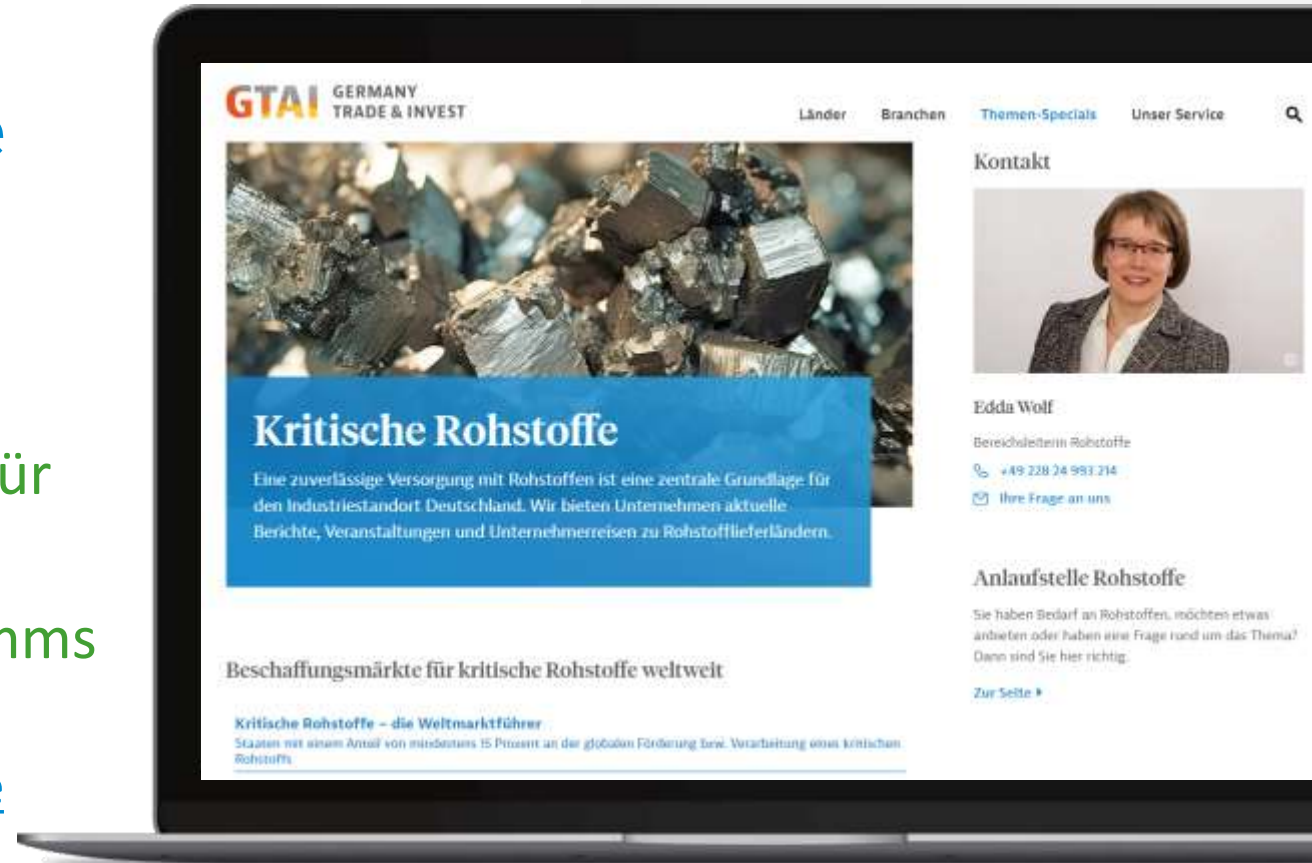 e
ür
mms
e
GTAI GERMANY
TRADE & INVEST
Länder Branchen Themen-Specials Unser Service
Kritische Rohstoffe
Eine zuverlässige Versorgung mit Rohstoffen ist eine zentrale Grundlage für
den Industriestandort Deutschland. Wir bieten Unternehmen aktuelle
Berichte, Veranstaltungen und Unternehmerreisen zu Rohstofflieferländern.
Beschaffungsmärkte für kritische Rohstoffe weltweit
Kritische Rohstoffe – die Weltmarktführer
Staaten mit einem Anteil von mindestens 15 Prozent an der globalen Förderung bzw. Verarbeitung eines kritischen
Rohstoffs
Kontakt
Edda Wolf
Bereichsleiterin Rohstoffe
+49 228 24 993 214
Ihre Frage an uns
Anlaufstelle Rohstoffe
Sie haben Bedarf an Rohstoffen, möchten etwas
anbieten oder haben eine Frage rund um das Thema?
Dann sind Sie hier richtig.
Zur Seite